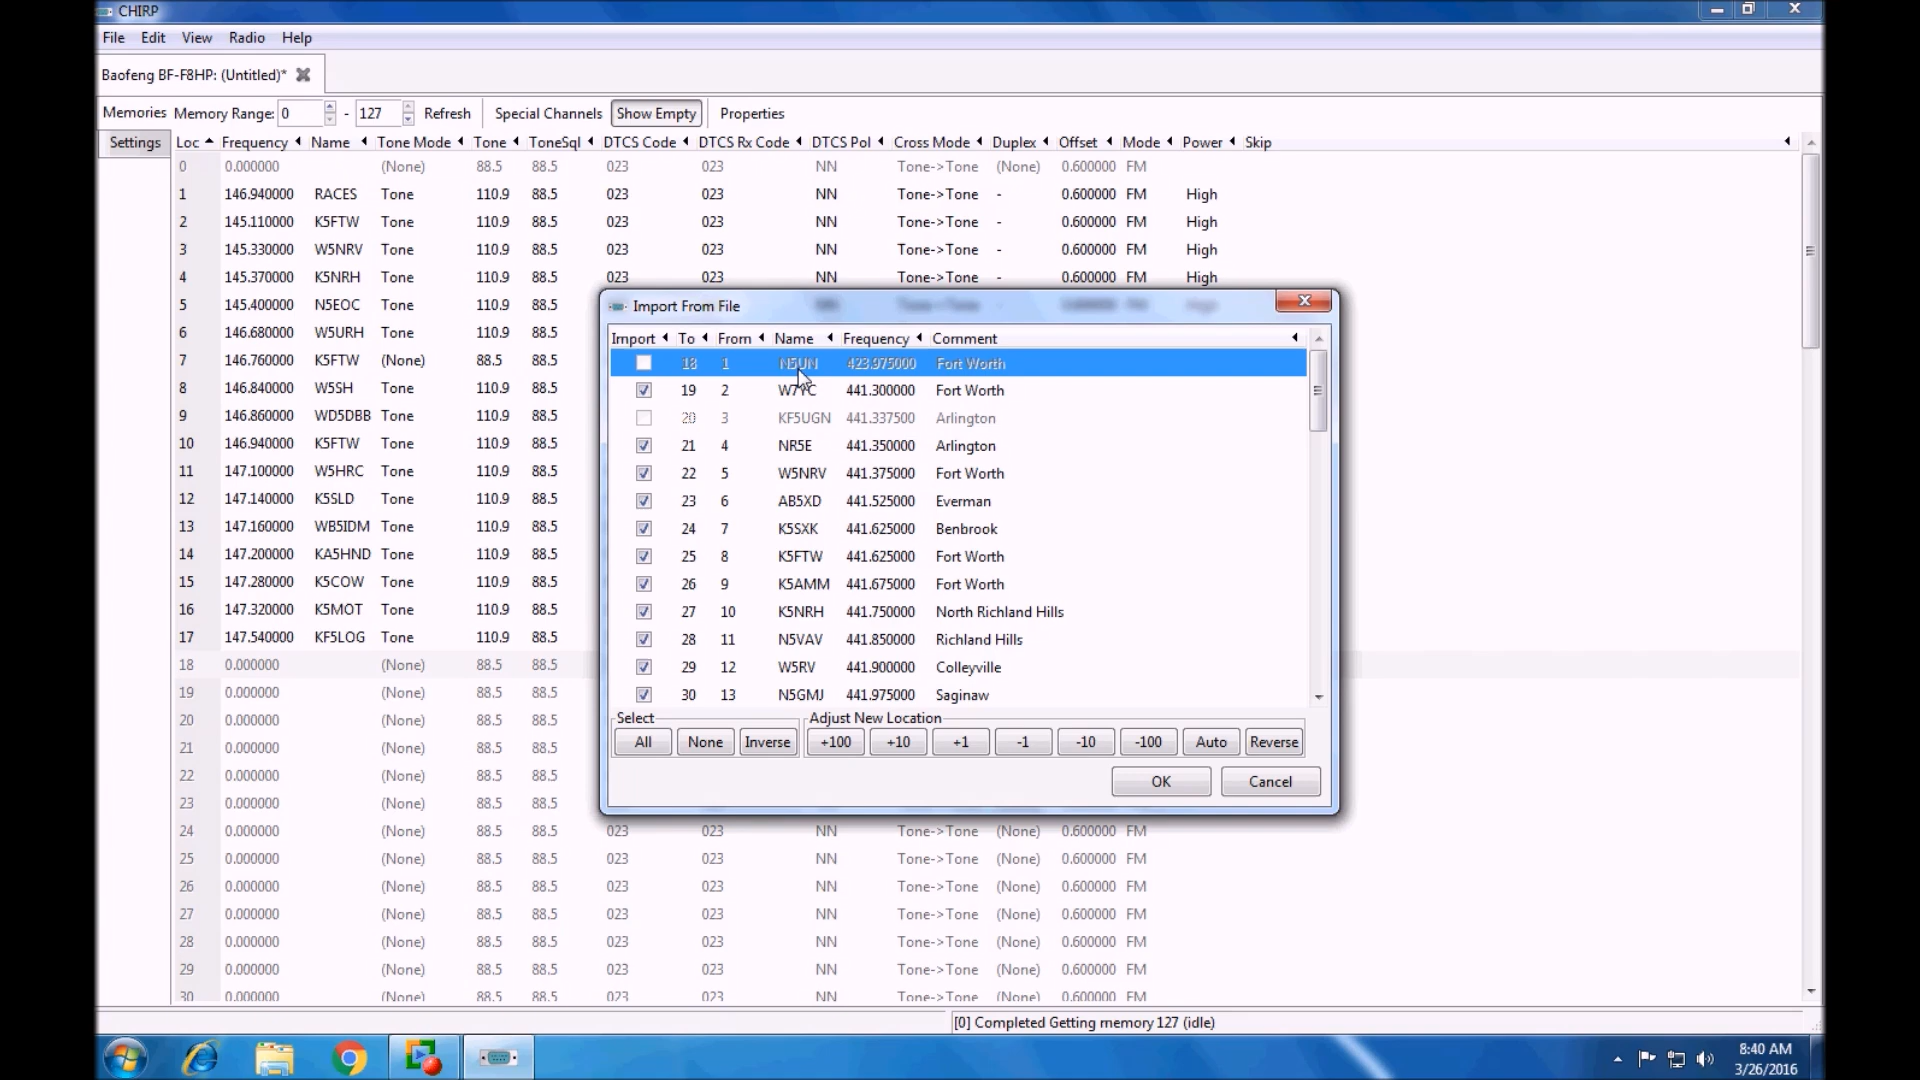 CHIRP
File Edit View Radio Help
Baofeng BF-F8HP: (Untitled)*
Memories Memory Range: 0 - 127 Refresh Special Channels Show Empty Properties
Settings Loc Frequency Name Tone Mode Tone ToneSql DTCS Code DTCS Rx Code DTCS Pol Cross Mode Duplex Offset Mode Power Skip
0 0.000000 (None) 88.5 88.5 023 023 NN Tone->Tone (None) 0.600000 FM
1 146.940000 RACES Tone 110.9 88.5 023 023 NN Tone->Tone - 0.600000 FM High
2 145.110000 K5FTW Tone 110.9 88.5 023 023 NN Tone->Tone - 0.600000 FM High
3 145.330000 W5NRV Tone 110.9 88.5 023 023 NN Tone->Tone - 0.600000 FM High
4 145.370000 K5NRH Tone 110.9 88.5 023 023 NN Tone->Tone - 0.600000 FM High
5 145.400000 N5EOC Tone 110.9 88.5
6 146.680000 W5URH Tone 110.9 88.5
7 146.760000 K5FTW (None) 88.5 88.5
8 146.840000 W5SH Tone 110.9 88.5
9 146.860000 WD5DBB Tone 110.9 88.5
10 146.940000 K5FTW Tone 110.9 88.5
11 147.100000 W5HRC Tone 110.9 88.5
12 147.140000 K5SLD Tone 110.9 88.5
13 147.160000 WB5IDM Tone 110.9 88.5
14 147.200000 KA5HND Tone 110.9 88.5
15 147.280000 K5COW Tone 110.9 88.5
16 147.320000 K5MOT Tone 110.9 88.5
17 147.540000 KF5LOG Tone 110.9 88.5
18 0.000000 (None) 88.5 88.5
19 0.000000 (None) 88.5 88.5
20 0.000000 (None) 88.5 88.5
21 0.000000 (None) 88.5 88.5
22 0.000000 (None) 88.5 88.5
23 0.000000 (None) 88.5 88.5
24 0.000000 (None) 88.5 88.5 023 023 NN Tone->Tone (None) 0.600000 FM
25 0.000000 (None) 88.5 88.5 023 023 NN Tone->Tone (None) 0.600000 FM
26 0.000000 (None) 88.5 88.5 023 023 NN Tone->Tone (None) 0.600000 FM
27 0.000000 (None) 88.5 88.5 023 023 NN Tone->Tone (None) 0.600000 FM
28 0.000000 (None) 88.5 88.5 023 023 NN Tone->Tone (None) 0.600000 FM
29 0.000000 (None) 88.5 88.5 023 023 NN Tone->Tone (None) 0.600000 FM
30 0.000000 (None) 88.5 88.5 023 023 NN Tone->Tone (None) 0.600000 FM
Import From File
Import To From Name Frequency Comment
18 1 N5UN 423.975000 Fort Worth
19 2 W7YC 441.300000 Fort Worth
20 3 KF5UGN 441.337500 Arlington
21 4 NR5E 441.350000 Arlington
22 5 W5NRV 441.375000 Fort Worth
23 6 AB5XD 441.525000 Everman
24 7 K5SXK 441.625000 Benbrook
25 8 K5FTW 441.625000 Fort Worth
26 9 K5AMM 441.675000 Fort Worth
27 10 K5NRH 441.750000 North Richland Hills
28 11 N5VAV 441.850000 Richland Hills
29 12 W5RV 441.900000 Colleyville
30 13 N5GMJ 441.975000 Saginaw
Select Adjust New Location
All None Inverse +100 +10 +1 -1 -10 -100 Auto Reverse
OK Cancel
[0] Completed Getting memory 127 (idle)
8:40 AM
3/26/2016